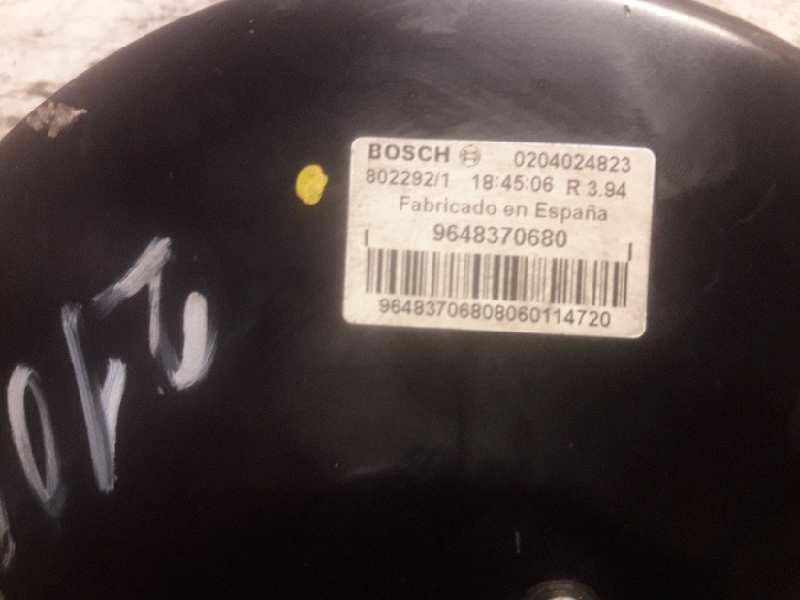 BOSCH 0204024823
802292/1 18:45:06 R 3.94
Fabricado en España
9648370680
96483706808060114720